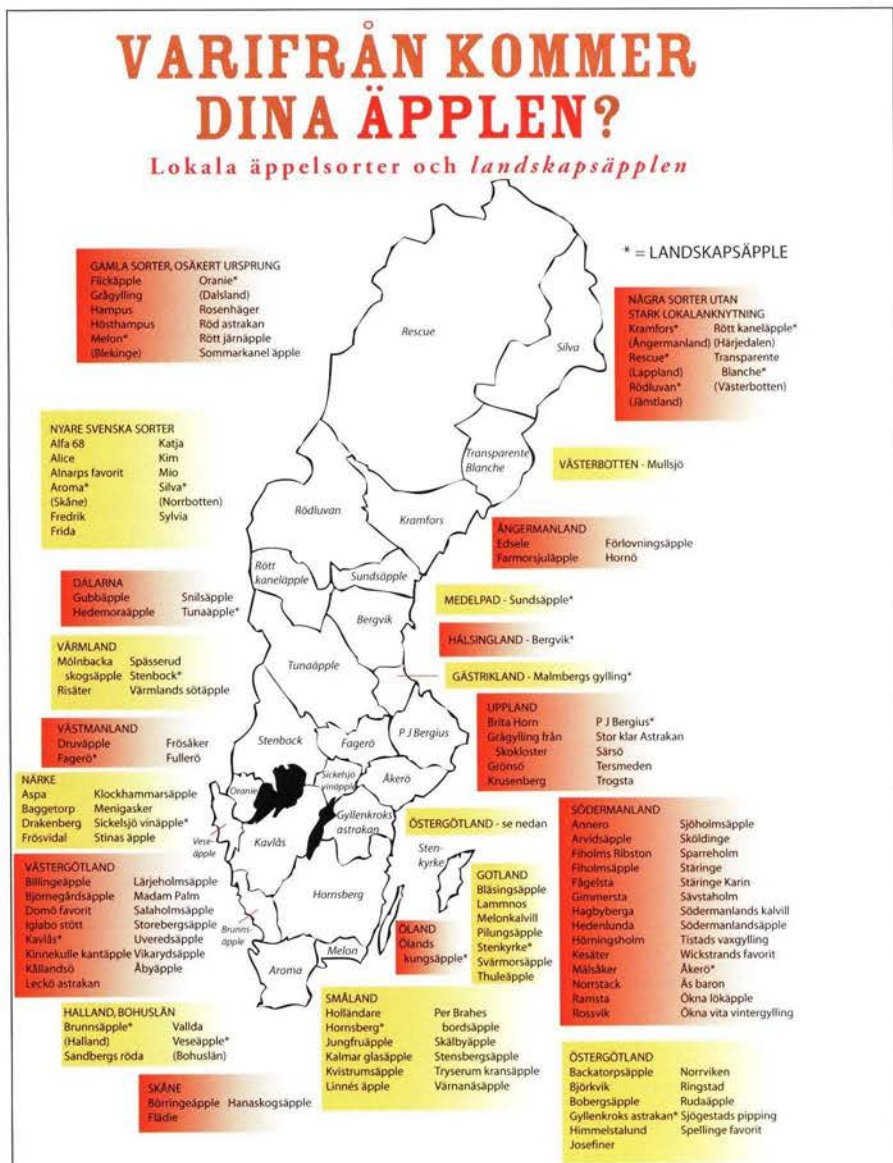 VARIFRÅN KOMMER
DINA ÄPPLEN?
Lokala äppelsorter och landskapsäpplen
* = LANDSKAPSÄPPLE
GAMLA SORTER, OSÄKERT URSPRUNG
Flickäpple Oranie*
Grågylling (Dalsland)
Hampus Rosenhäger
Hösthampus Röd astrakan
Melon* Rött järnäpple
(Blekinge) Sommarkanel äpple
NÅGRA SORTER UTAN
STARK LOKALANKNYTNING
Kramfors* Rött kaneläpple*
(Ångermanland) (Härjedalen)
Rescue* Transparente
(Lappland) Blanche*
Rödluvan* (Västerbotten)
(Jämtland)
NYARE SVENSKA SORTER
Alfa 68 Katja
Alice Kim
Alnarps favorit Mio
Aroma* Silva*
(Skåne) (Norrbotten)
Fredrik Sylvia
Frida
VÄSTERBOTTEN - Mullsjö
ÅNGERMANLAND
Edsele Förlovningsäpple
Farmorsjuläpple Hornö
DALARNA
Gubbäpple Snilsäpple
Hedemoraäpple Tunaäpple*
MEDELPAD - Sundsäpple*
HÄLSINGLAND - Bergvik*
VÄRMLAND
Mölnbacka Spässerud
skogsäpple Stenbock*
Risäter Värmlands sötäpple
GÄSTRIKLAND - Malmbergs gylling*
VÄSTMANLAND
Druväpple Frösåker
Fagerö* Fullerö
UPPLAND
Brita Horn P J Bergius*
Grågylling från Stor klar Astrakan
Skokloster Särsö
Grönsö Tersmeden
Krusenberg Trogsta
NÄRKE
Aspa Klockhammarsäpple
Baggetorp Menigasker
Drakenberg Sickelsjö vinäpple*
Frösvidal Stinas äpple
ÖSTERGÖTLAND - se nedan
SÖDERMANLAND
Annero Sjöholmsäpple
Arvidsäpple Sköldinge
Fiholms Ribston Sparreholm
Fiholmsäpple Stäringe
Fågelsta Stäringe Karin
Gimmersta Sävstaholm
Hagbyberga Södermanlands kalvill
Hedenlunda Södermanlandsäpple
Hörningsholm Tistads vaxgylling
Kesäter Wickstrands favorit
Målsåker Åkerö*
Norrstack Ås baron
Ramsta Ökna lökäpple
Rossvik Ökna vita vintergylling
VÄSTERGÖTLAND
Billingeäpple Lärjeholmsäpple
Björnegårdsäpple Madam Palm
Domö favorit Salaholmsäpple
Iglabo stött Storebergsäpple
Kavlås* Uveredsäpple
Kinnekulle kantäpple Vikarydsäpple
Kållandsö Åbyäpple
Leckö astrakan
GOTLAND
Bläsingsäpple
Lammnos
Melonkalvill
Pilungsäpple
Stenkyrke*
Svärmorsäpple
Thuleäpple
ÖLAND
Ölands
kungsäpple*
HALLAND, BOHUSLÄN
Brunnsäpple* Vallda
(Halland) Veseäpple*
Sandbergs röda (Bohuslän)
SMÅLAND
Holländare Per Brahes
Hornsberg* bordsäpple
Jungfruäpple Skälbyäpple
Kalmar glasäpple Stensbergsäpple
Kvistrumsäpple Tryserum kransäpple
Linnés äpple Värnanäsäpple
SKÅNE
Börringeäpple Hanaskogsäpple
Flädie
ÖSTERGÖTLAND
Backatorpsäpple Norrviken
Björkvik Ringstad
Bobergsäpple Rudaäpple
Gyllenkroks astrakan* Sjögestads pipping
Himmelstalund Spellinge favorit
Josefiner
Rescue
Silva
Transparente
Blanche
Rödluvan
Kramfors
Rött
kaneläpple
Sundsäpple
Bergvik
Tunaäpple
Stenbock
Fagerö
P J Bergius
Oranie
Sickelsjö
vinäpple
Åkerö
Gyllenkroks
astrakan
Vese-
äpple
Kavlås
Sten-
kyrke
Hornsberg
Brunns-
äpple
Melon
Aroma